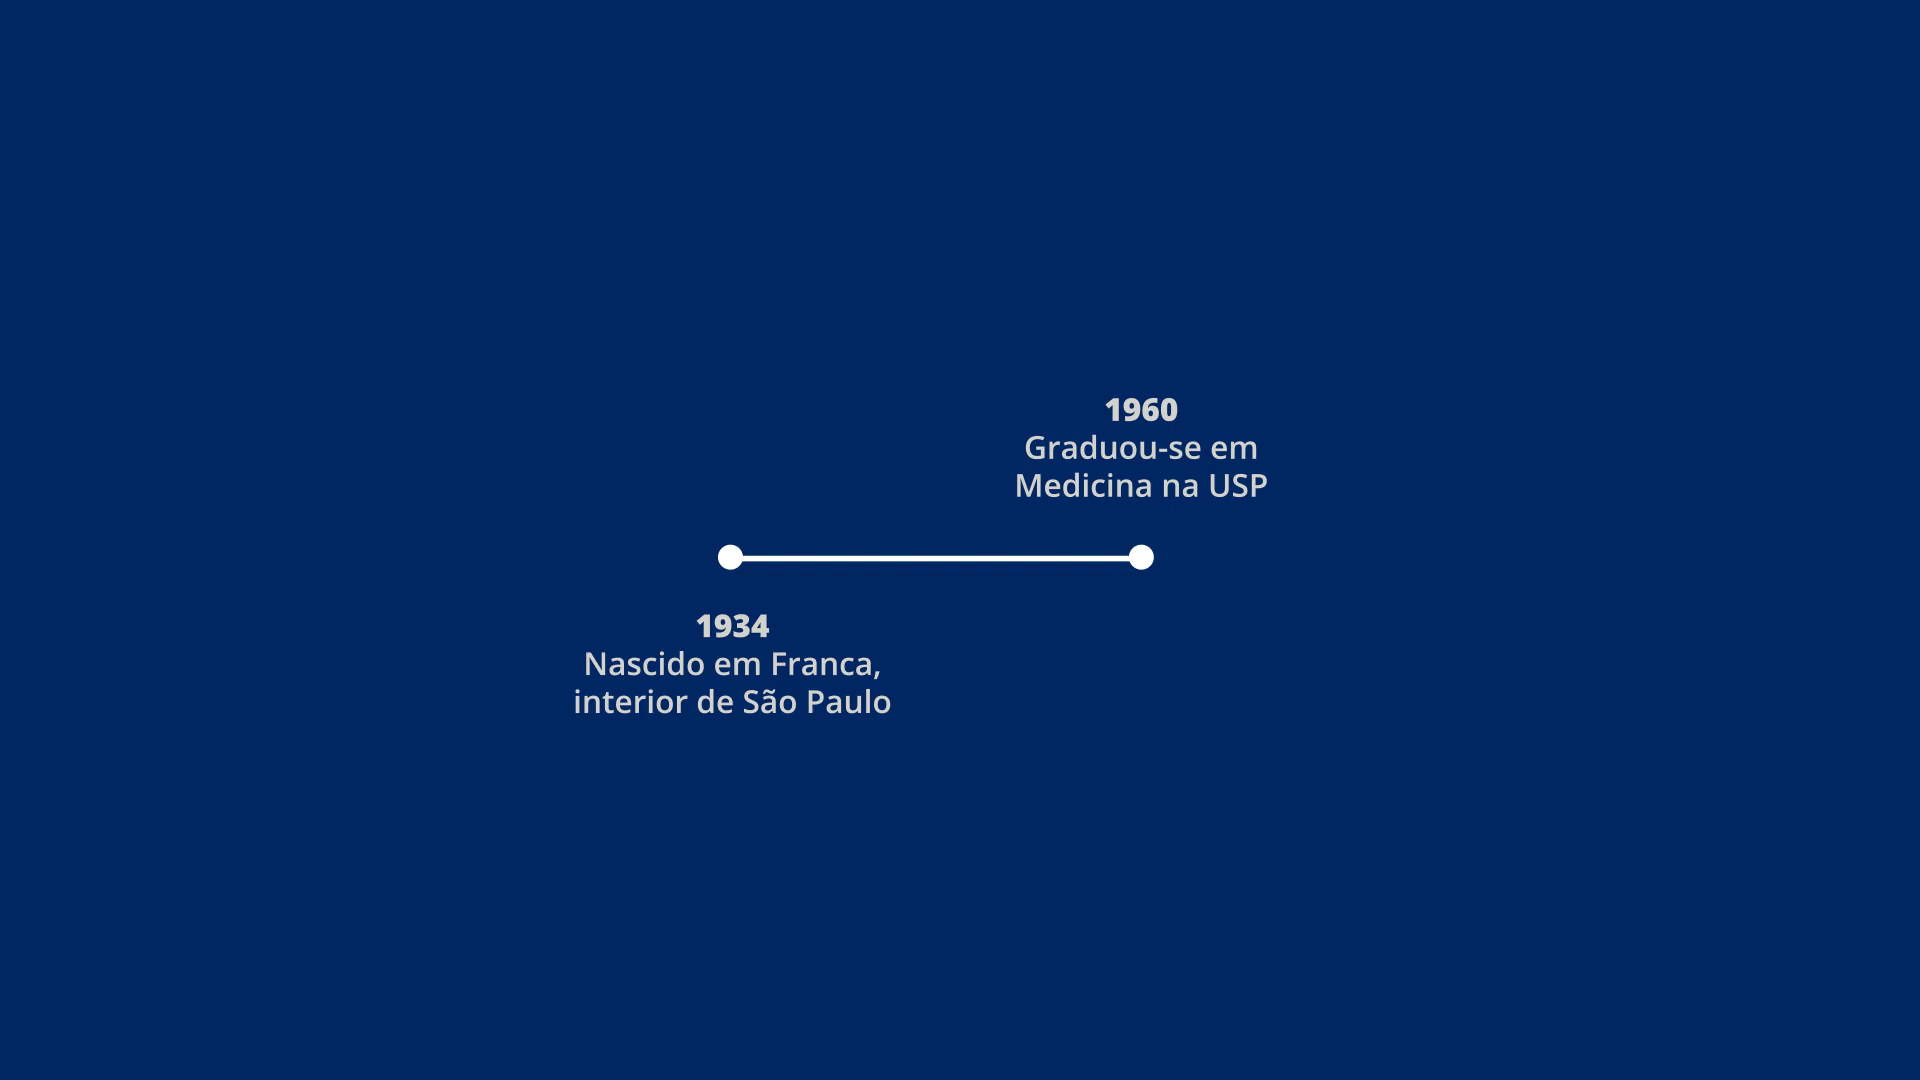 1934
Nascido em Franca,
interior de São Paulo
1960
Graduou-se em
Medicina na USP